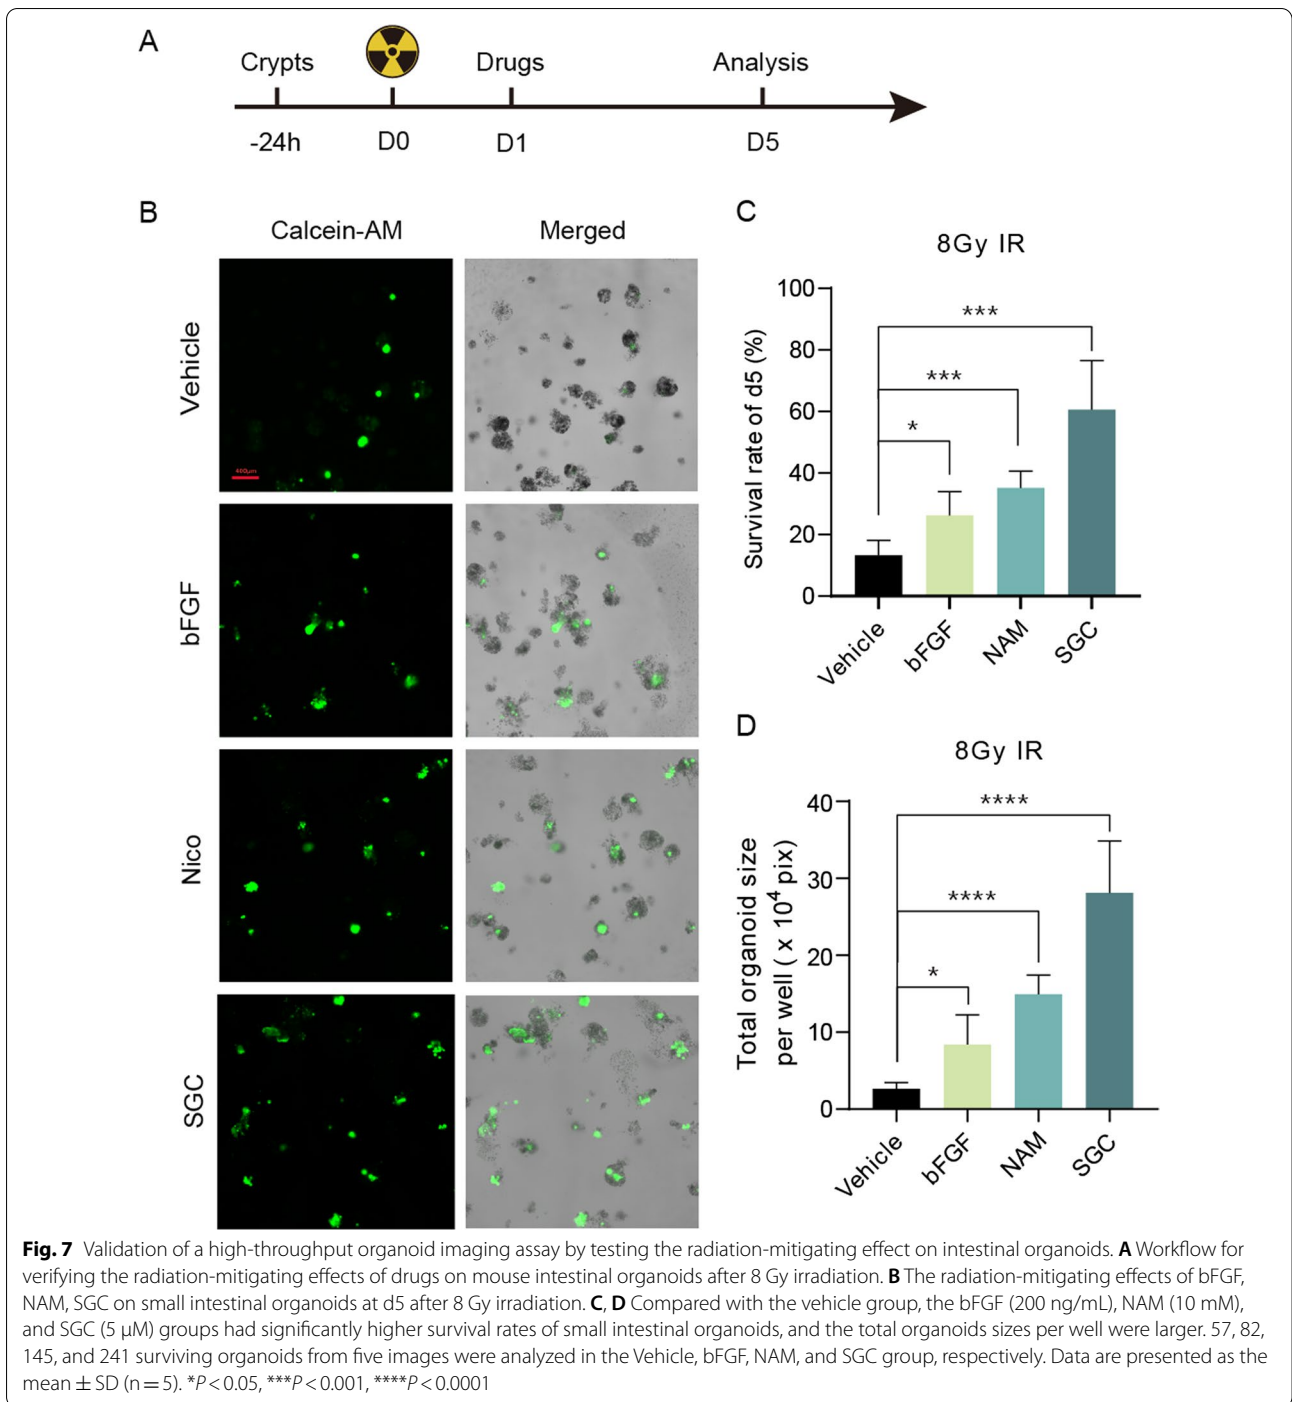 A
Crypts
Drugs
Analysis
-24h
D0
D1
D5
B
Calcein-AM
Merged
Vehicle
400μm
bFGF
Nico
SGC
C
8Gy IR
Survival rate of d5 (%)
100
80
60
40
20
0
***
***
*
Vehicle
bFGF
NAM
SGC
D
8Gy IR
Total organoid size
per well ( x 10⁴ pix)
40
30
20
10
0
****
****
*
Vehicle
bFGF
NAM
SGC
Fig. 7 Validation of a high-throughput organoid imaging assay by testing the radiation-mitigating effect on intestinal organoids. A Workflow for
verifying the radiation-mitigating effects of drugs on mouse intestinal organoids after 8 Gy irradiation. B The radiation-mitigating effects of bFGF,
NAM, SGC on small intestinal organoids at d5 after 8 Gy irradiation. C, D Compared with the vehicle group, the bFGF (200 ng/mL), NAM (10 mM),
and SGC (5 μM) groups had significantly higher survival rates of small intestinal organoids, and the total organoids sizes per well were larger. 57, 82,
145, and 241 surviving organoids from five images were analyzed in the Vehicle, bFGF, NAM, and SGC group, respectively. Data are presented as the
mean ± SD (n = 5). *P < 0.05, ***P < 0.001, ****P < 0.0001